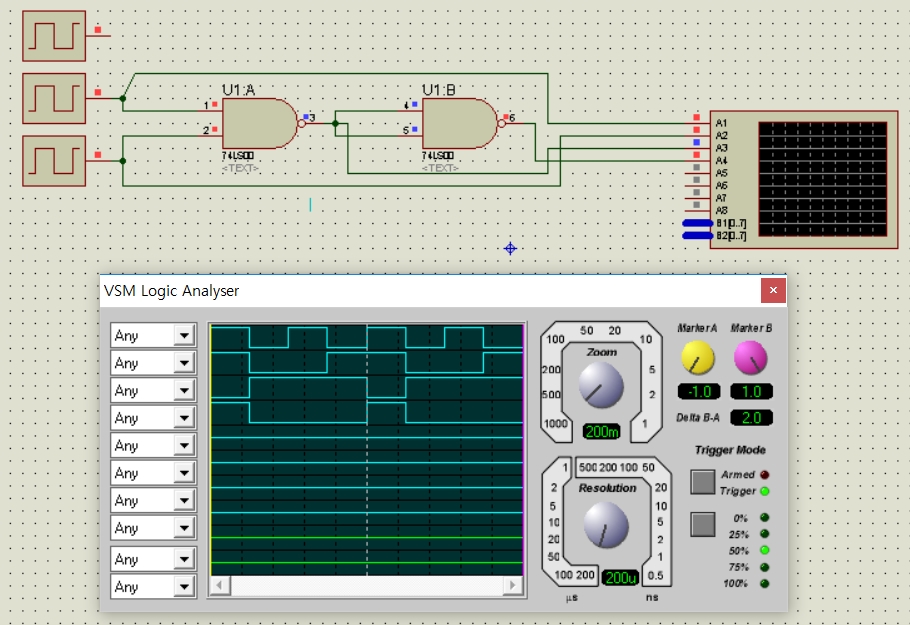 U1:A
1
2
3
74LS00
<TEXT>
U1:B
4
5
6
74LS00
<TEXT>
A1
A2
A3
A4
A5
A6
A7
A8
B1[0..7]
B2[0..7]
VSM Logic Analyser
Any
Any
Any
Any
Any
Any
Any
Any
Any
Any
50 20
100 10
Zoom
200 5
500 2
1000 1
200m
Marker A Marker B
-1.0 1.0
Delta B-A 2.0
Trigger Mode
Armed
Trigger
0%
25%
50%
75%
100%
1 500 200 100 50
2 Resolution 20
5 10
10 5
20 2
50 1
100 200 200u 0.5
µs ns